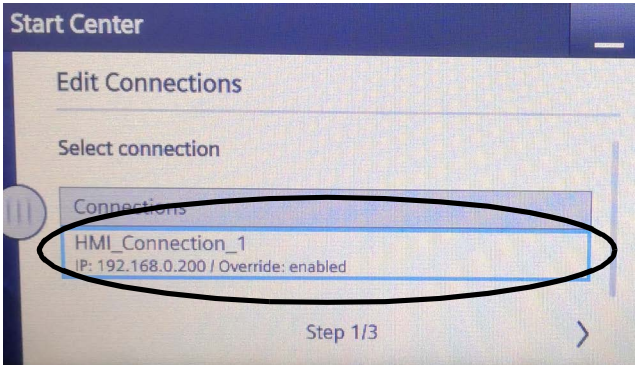 Start Center
Edit Connections
Select connection
Connections
HMI_Connection_1
IP: 192.168.0.200 / Override: enabled
Step 1/3